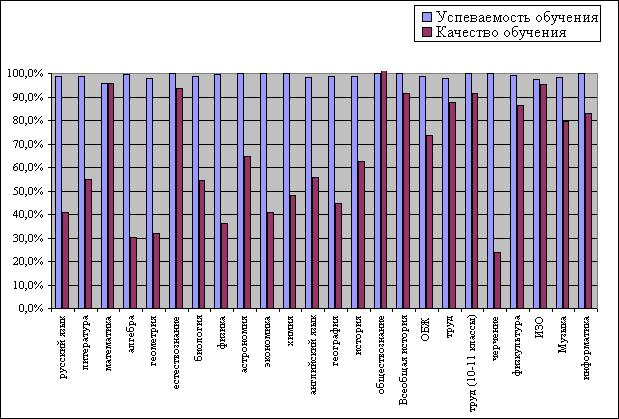 Успеваемость обучения
Качество обучения
100,0%
90,0%
80,0%
70,0%
60,0%
50,0%
40,0%
30,0%
20,0%
10,0%
0,0%
русский язык
литература
математика
алгебра
геометрия
естествознание
биология
физика
астрономия
экономика
химия
английский язык
география
история
обществознание
Всеобщая история
ОБЖ
труд
труд (10-11 классы)
черчение
физкультура
ИЗО
Музыка
информатика